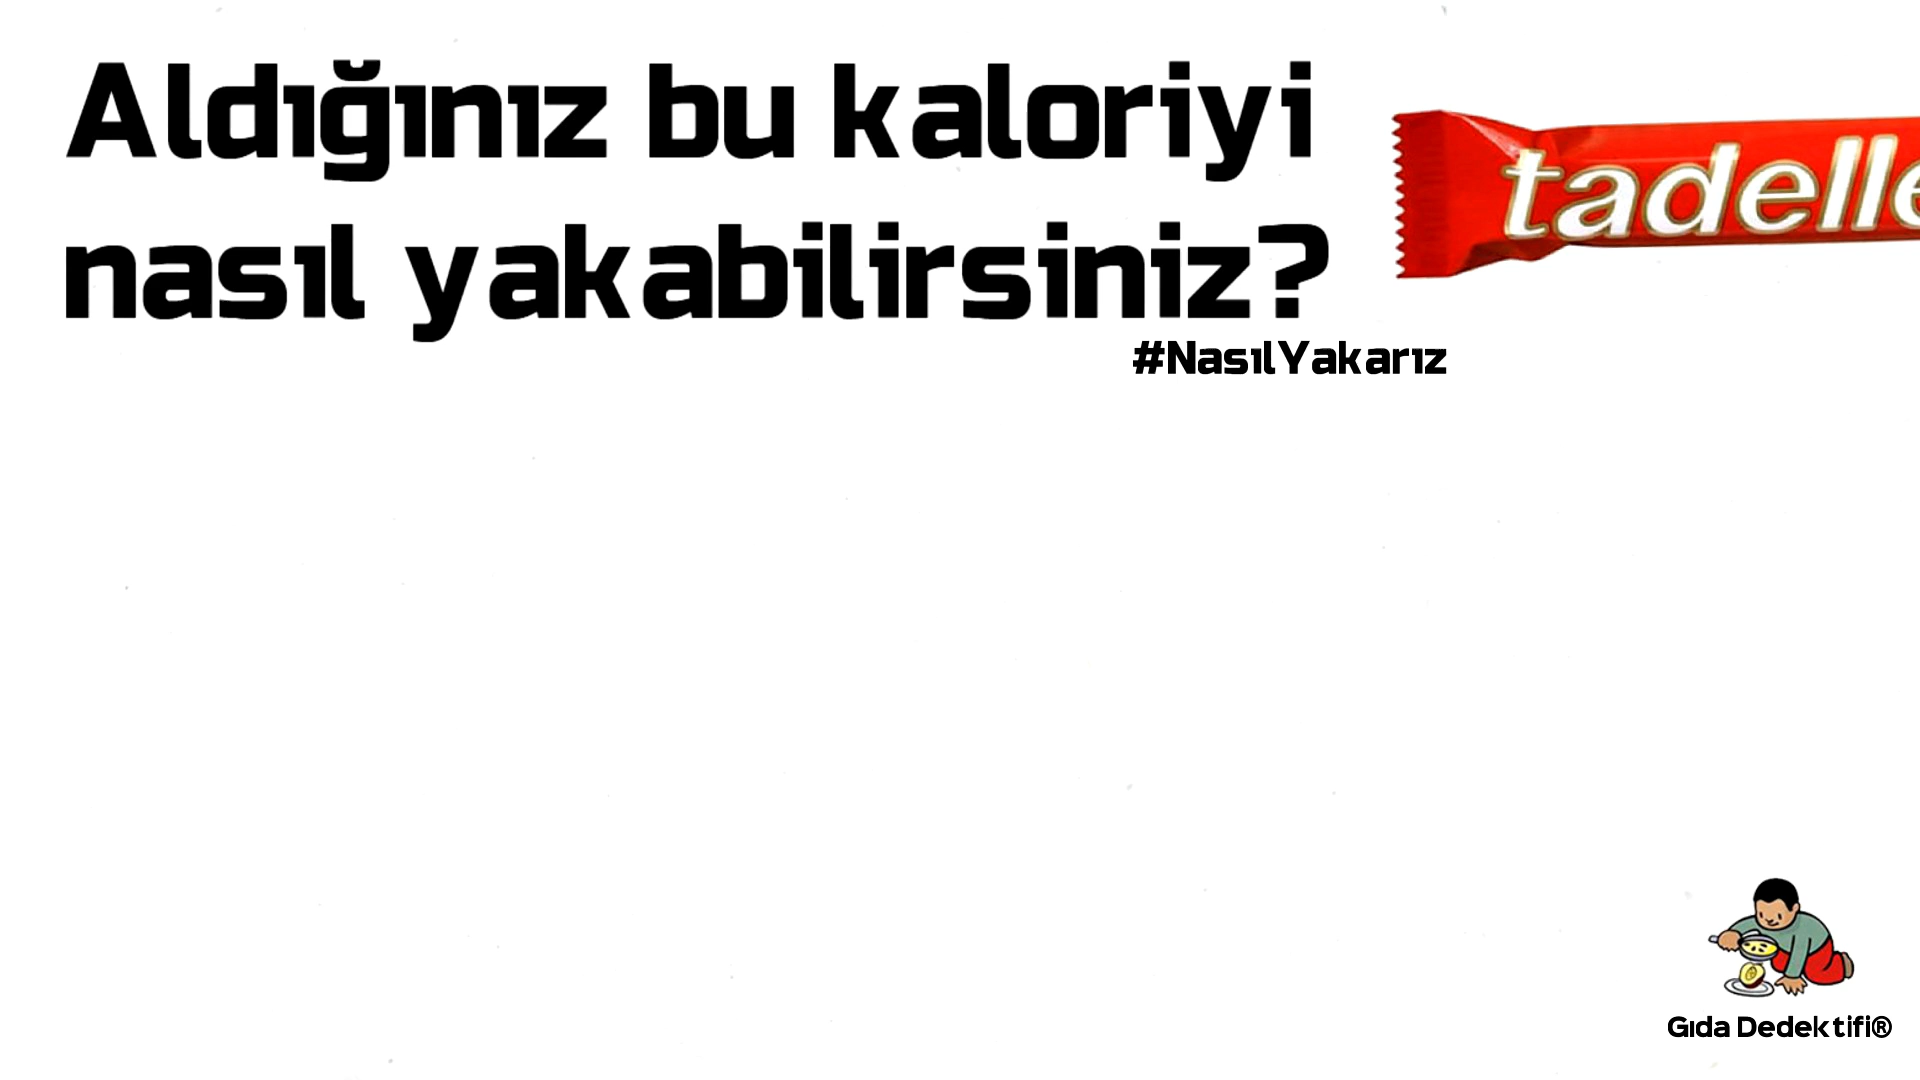 Aldığınız bu kaloriyi
nasıl yakabilirsiniz?
tadelle
#NasılYakarız
Gıda Dedektifi®